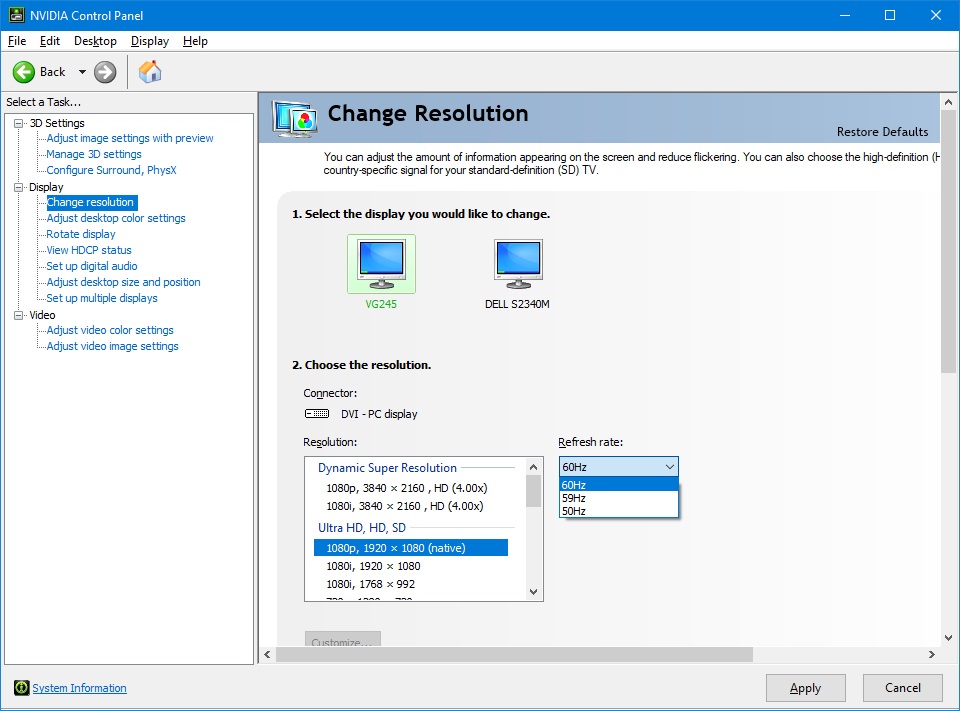 NVIDIA Control Panel
File Edit Desktop Display Help
Back
Select a Task...
3D Settings
Adjust image settings with preview
Manage 3D settings
Configure Surround, PhysX
Display
Change resolution
Adjust desktop color settings
Rotate display
View HDCP status
Set up digital audio
Adjust desktop size and position
Set up multiple displays
Video
Adjust video color settings
Adjust video image settings
Change Resolution
Restore Defaults
You can adjust the amount of information appearing on the screen and reduce flickering. You can also choose the high-definition (H
country-specific signal for your standard-definition (SD) TV.
1. Select the display you would like to change.
VG245 DELL S2340M
2. Choose the resolution.
Connector:
DVI - PC display
Resolution:
Dynamic Super Resolution
1080p, 3840 × 2160 , HD (4.00x)
1080i, 3840 × 2160 , HD (4.00x)
Ultra HD, HD, SD
1080p, 1920 × 1080 (native)
1080i, 1920 × 1080
1080i, 1768 × 992
Refresh rate:
60Hz
60Hz
59Hz
50Hz
Customize...
System Information
Apply Cancel